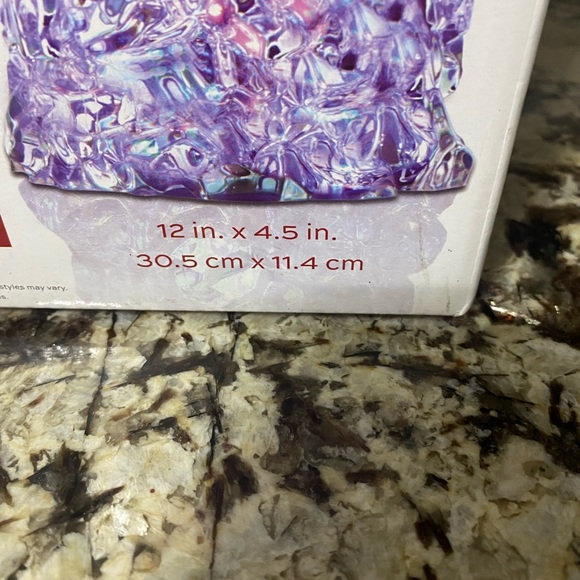 12 in. x 4.5 in.
30.5 cm x 11.4 cm
styles may vary.